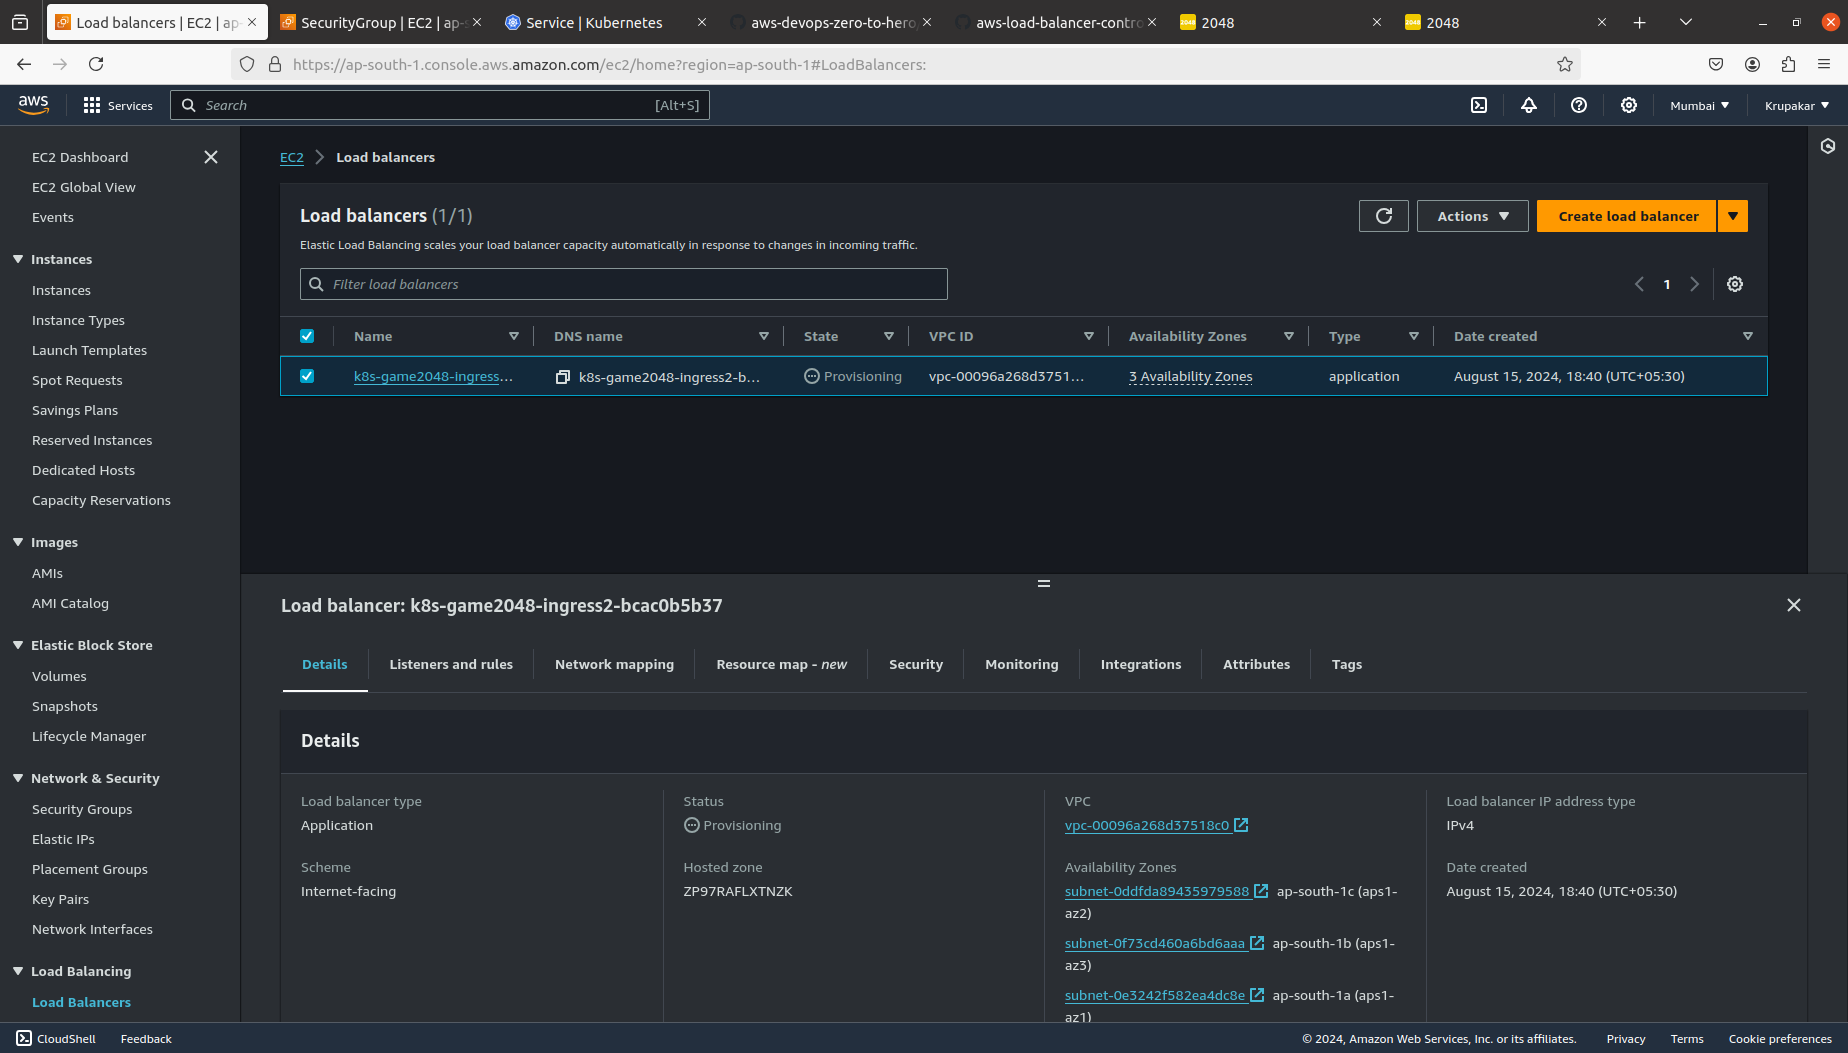 Load balancers | EC2 | ap-
SecurityGroup | EC2 | ap-s
Service | Kubernetes
aws-devops-zero-to-hero/
aws-load-balancer-contro
2048
2048
https://ap-south-1.console.aws.amazon.com/ec2/home?region=ap-south-1#LoadBalancers:
aws
Services
Search
[Alt+S]
Mumbai
Krupakar
EC2 Dashboard
EC2 Global View
Events
Instances
Instances
Instance Types
Launch Templates
Spot Requests
Savings Plans
Reserved Instances
Dedicated Hosts
Capacity Reservations
Images
AMIs
AMI Catalog
Elastic Block Store
Volumes
Snapshots
Lifecycle Manager
Network & Security
Security Groups
Elastic IPs
Placement Groups
Key Pairs
Network Interfaces
Load Balancing
Load Balancers
EC2 > Load balancers
Load balancers (1/1)
Actions
Create load balancer
Elastic Load Balancing scales your load balancer capacity automatically in response to changes in incoming traffic.
Filter load balancers
1
Name DNS name State VPC ID Availability Zones Type Date created
k8s-game2048-ingress... k8s-game2048-ingress2-b... Provisioning vpc-00096a268d3751... 3 Availability Zones application August 15, 2024, 18:40 (UTC+05:30)
Load balancer: k8s-game2048-ingress2-bcac0b5b37
Details Listeners and rules Network mapping Resource map - new Security Monitoring Integrations Attributes Tags
Details
Load balancer type
Application
Scheme
Internet-facing
Status
Provisioning
Hosted zone
ZP97RAFLXTNZK
VPC
vpc-00096a268d37518c0
Availability Zones
subnet-0ddfda89435979588 ap-south-1c (aps1-
az2)
subnet-0f73cd460a6bd6aaa ap-south-1b (aps1-
az3)
subnet-0e3242f582ea4dc8e ap-south-1a (aps1-
az1)
Load balancer IP address type
IPv4
Date created
August 15, 2024, 18:40 (UTC+05:30)
CloudShell
Feedback
© 2024, Amazon Web Services, Inc. or its affiliates.
Privacy
Terms
Cookie preferences